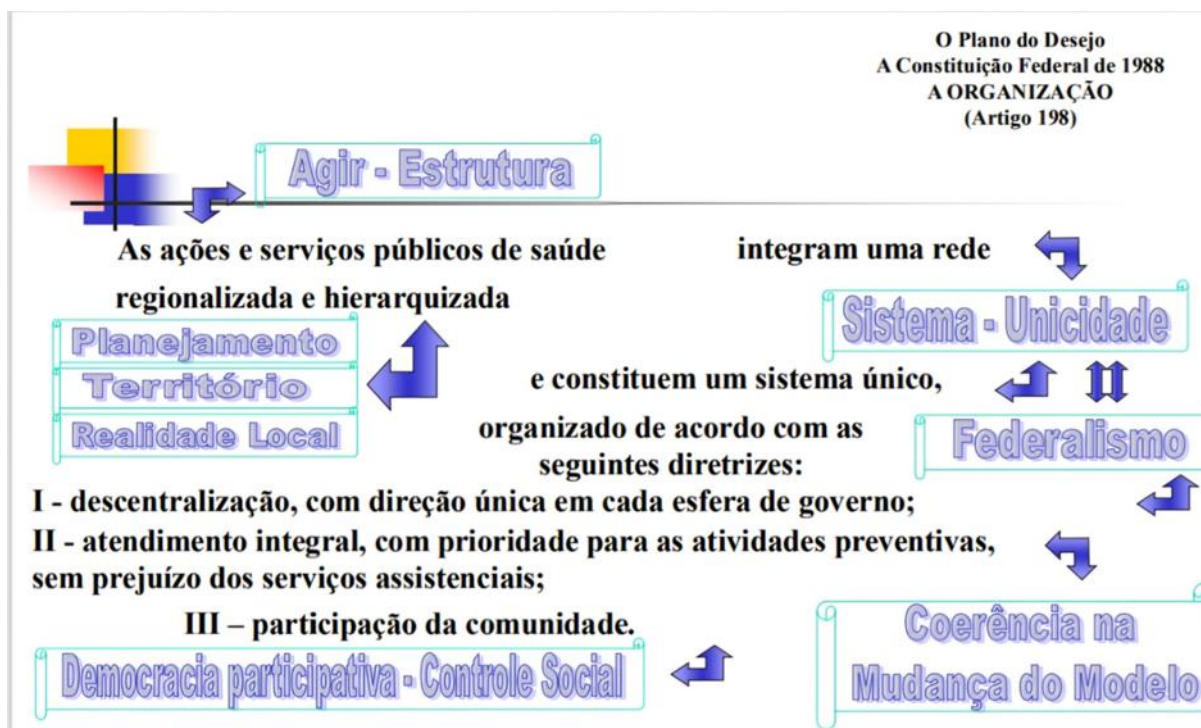 O Plano do Desejo
A Constituição Federal de 1988
A ORGANIZAÇÃO
(Artigo 198)
Agir - Estrutura
As ações e serviços públicos de saúde
integram uma rede
regionalizada e hierarquizada
Sistema - Unicidade
Planejamento
Território
Realidade Local
e constituem um sistema único,
organizado de acordo com as
seguintes diretrizes:
Federalismo
I - descentralização, com direção única em cada esfera de governo;
II - atendimento integral, com prioridade para as atividades preventivas,
sem prejuízo dos serviços assistenciais;
III – participação da comunidade.
Coerência na
Mudança do Modelo
Democracia participativa - Controle Social